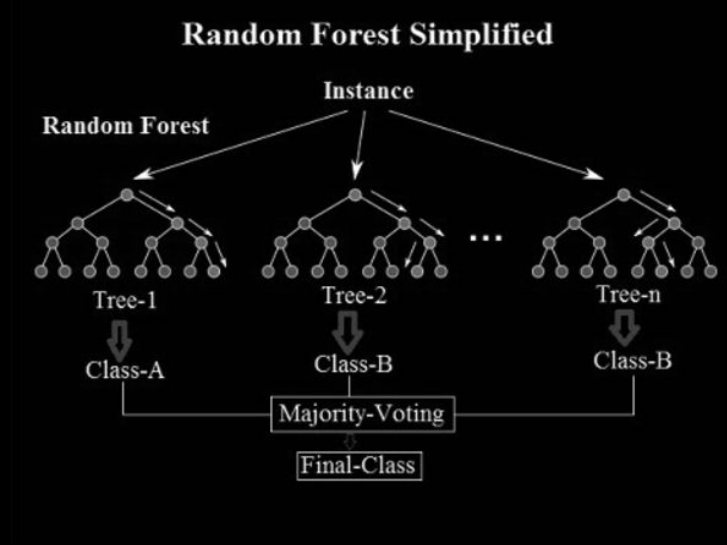 Random Forest Simplified
Instance
Random Forest
...
Tree-1
Tree-2
Tree-n
Class-A
Class-B
Class-B
Majority-Voting
Final-Class